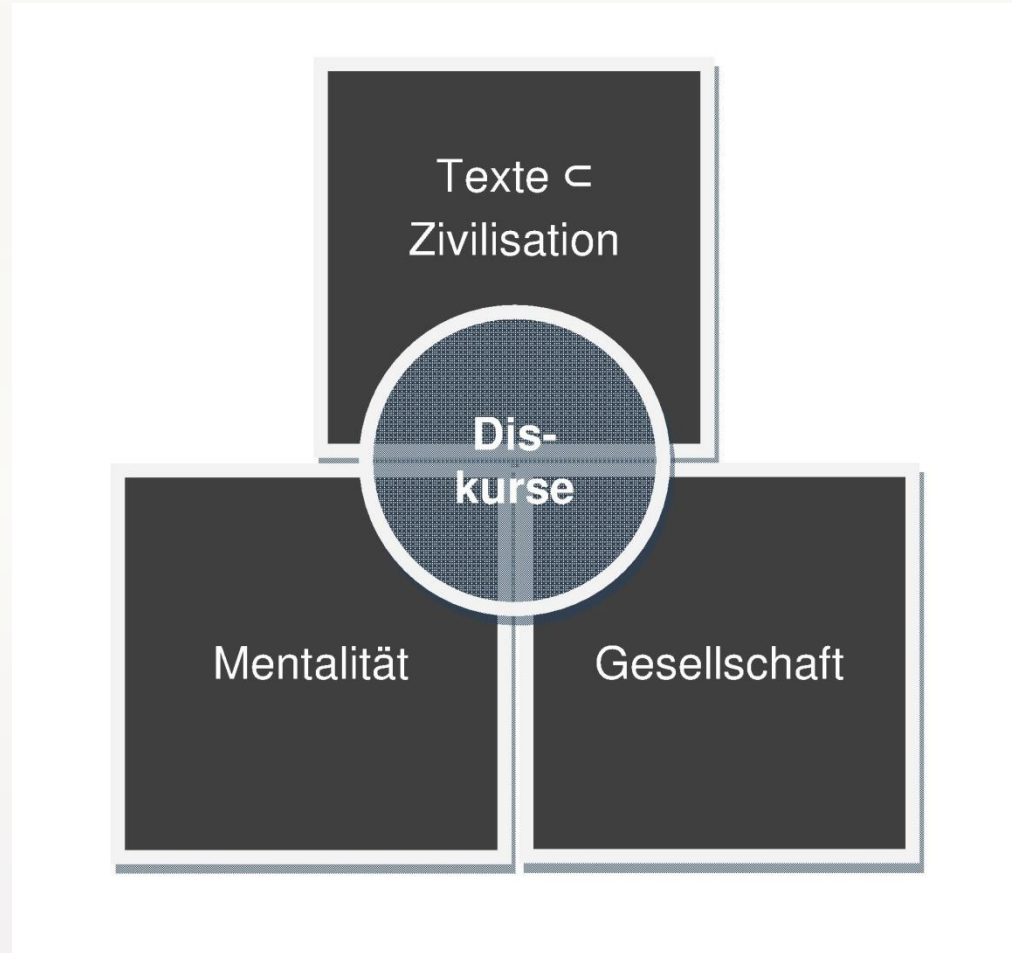 Texte ⊂
Zivilisation
Dis-
kurse
Mentalität
Gesellschaft